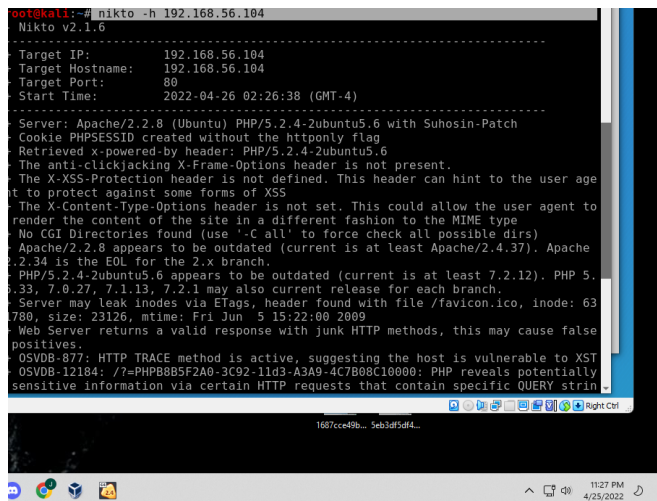 root@kali:~# nikto -h 192.168.56.104
- Nikto v2.1.6
---------------------------------------------------------------------------
+ Target IP:          192.168.56.104
+ Target Hostname:    192.168.56.104
+ Target Port:        80
+ Start Time:         2022-04-26 02:26:38 (GMT-4)
---------------------------------------------------------------------------
+ Server: Apache/2.2.8 (Ubuntu) PHP/5.2.4-2ubuntu5.6 with Suhosin-Patch
+ Cookie PHPSESSID created without the httponly flag
+ Retrieved x-powered-by header: PHP/5.2.4-2ubuntu5.6
+ The anti-clickjacking X-Frame-Options header is not present.
+ The X-XSS-Protection header is not defined. This header can hint to the user age
nt to protect against some forms of XSS
+ The X-Content-Type-Options header is not set. This could allow the user agent to
render the content of the site in a different fashion to the MIME type
+ No CGI Directories found (use '-C all' to force check all possible dirs)
+ Apache/2.2.8 appears to be outdated (current is at least Apache/2.4.37). Apache
2.2.34 is the EOL for the 2.x branch.
+ PHP/5.2.4-2ubuntu5.6 appears to be outdated (current is at least 7.2.12). PHP 5.
6.33, 7.0.27, 7.1.13, 7.2.1 may also current release for each branch.
+ Server may leak inodes via ETags, header found with file /favicon.ico, inode: 63
1780, size: 23126, mtime: Fri Jun  5 15:22:00 2009
+ Web Server returns a valid response with junk HTTP methods, this may cause false
positives.
+ OSVDB-877: HTTP TRACE method is active, suggesting the host is vulnerable to XST
+ OSVDB-12184: /?=PHPB8B5F2A0-3C92-11d3-A3A9-4C7B08C10000: PHP reveals potentially
sensitive information via certain HTTP requests that contain specific QUERY strin
Right Ctrl
1687cce49b... 5eb3df5df4...
11:27 PM
4/25/2022